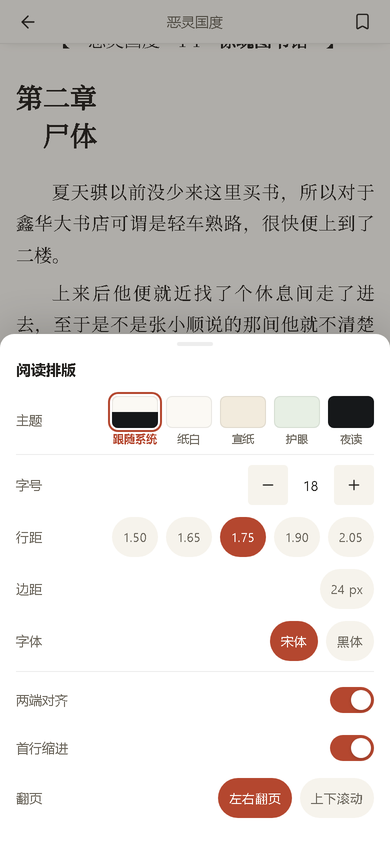 恶灵国度
第二章
尸体
夏天骐以前没少来这里买书，所以对于
鑫华大书店可谓是轻车熟路，很快便上到了
二楼。
上来后他便就近找了个休息间走了进
去，至于是不是张小顺说的那间他就不清楚
阅读排版
主题
跟随系统 纸白 宣纸 护眼 夜读
字号 − 18 +
行距 1.50 1.65 1.75 1.90 2.05
边距 24 px
字体 宋体 黑体
两端对齐
首行缩进
翻页 左右翻页 上下滚动